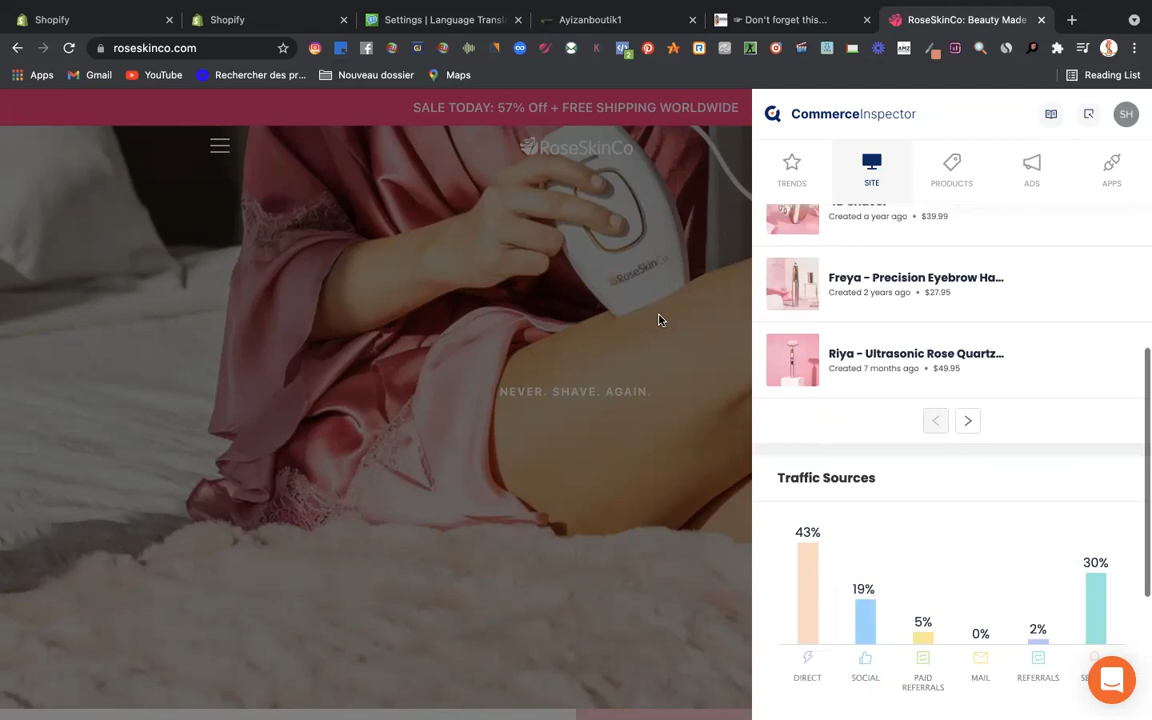 Shopify
Shopify
Settings | Language Transl
Ayizanboutik1
Don't forget this...
RoseSkinCo: Beauty Made
roseskinco.com
Apps
Gmail
YouTube
Rechercher des pr...
Nouveau dossier
Maps
Reading List
SALE TODAY: 57% Off + FREE SHIPPING WORLDWIDE
RoseSkinCo
RoseSkinCo
NEVER. SHAVE. AGAIN.
CommerceInspector
SH
TRENDS
SITE
PRODUCTS
ADS
APPS
Created a year ago • $39.99
Freya - Precision Eyebrow Ha...
Created 2 years ago • $27.95
Riya - Ultrasonic Rose Quartz...
Created 7 months ago • $49.95
Traffic Sources
43%
19%
5%
0%
2%
30%
DIRECT
SOCIAL
PAID
REFERRALS
MAIL
REFERRALS